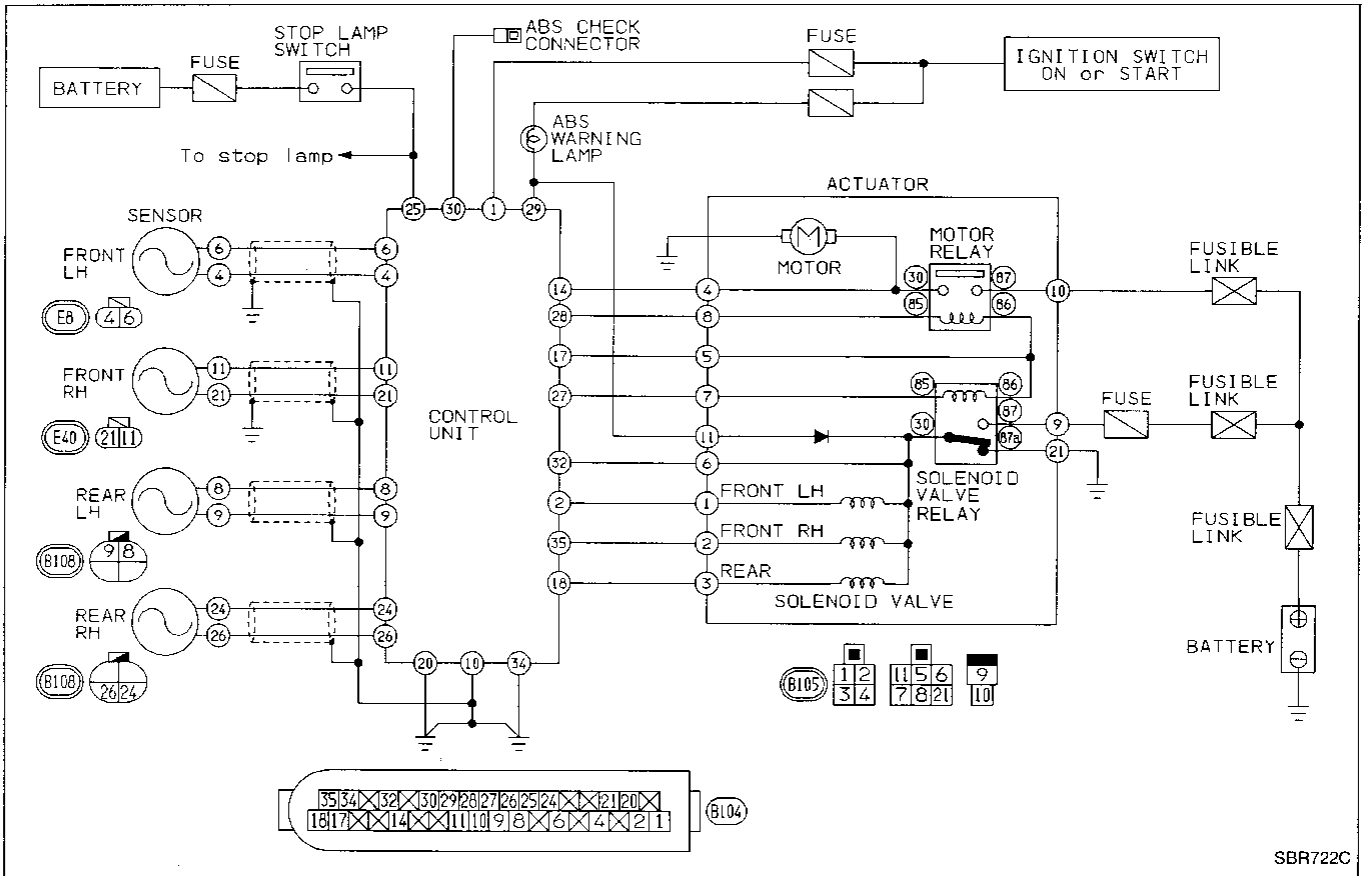 STOP LAMP
SWITCH
FUSE
BATTERY
To stop lamp
ABS CHECK
CONNECTOR
FUSE
IGNITION SWITCH
ON or START
ABS
WARNING
LAMP
25 30 1 29
SENSOR
FRONT
LH
6 6
4 4
E8 4 6
FRONT
RH
11 11
21 21
E40 21 11
REAR
LH
8 8
9 9
B108 9 8
REAR
RH
24 24
26 26
B108 26 24
CONTROL
UNIT
14
28
17
27
32
2
35
18
20 10 34
ACTUATOR
MOTOR
MOTOR
RELAY
30 87
85 86
4
8
5
7
11
6
1 FRONT LH
2 FRONT RH
3 REAR
SOLENOID VALVE
85 86
87
30
87a
SOLENOID
VALVE
RELAY
10
9
21
FUSIBLE
LINK
FUSE
FUSIBLE
LINK
FUSIBLE
LINK
BATTERY
B105
1 2
3 4
11 5 6
7 8 21
9
10
35 34 32 30 29 28 27 26 25 24 21 20
18 17 14 11 10 9 8 6 4 2 1
B104
SBR722C